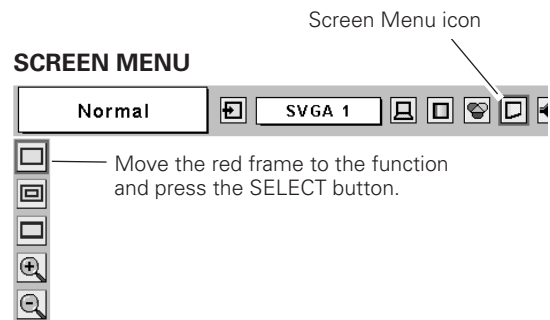 Screen Menu icon
SCREEN MENU
Normal
SVGA 1
Move the red frame to the function
and press the SELECT button.